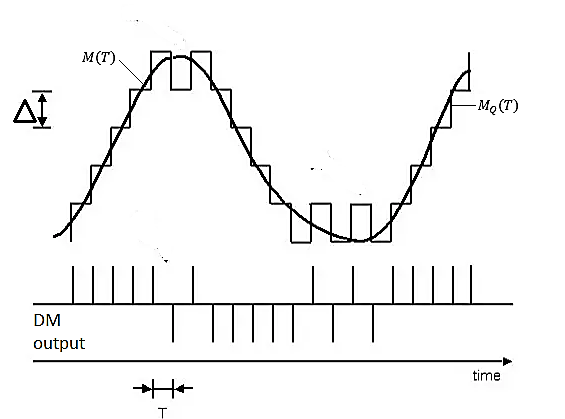 M(T)
Δ
M_Q(T)
DM
output
time
T